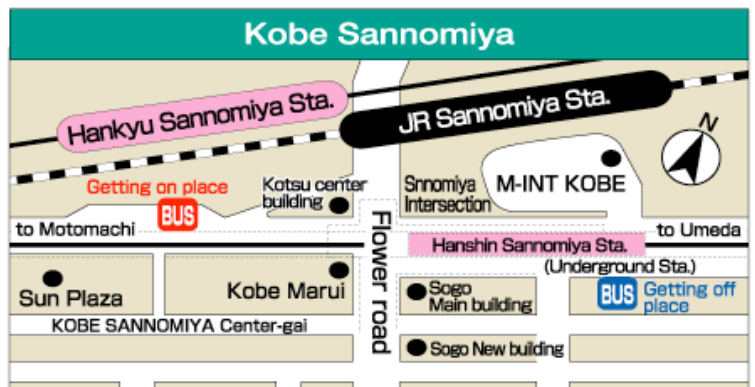 Kobe Sannomiya
Hankyu Sannomiya Sta.
JR Sannomiya Sta.
N
Getting on place
BUS
Kotsu center
building
Snnomiya
Intersection
M-INT KOBE
to Motomachi
to Umeda
Flower road
Hanshin Sannomiya Sta.
(Underground Sta.)
Sun Plaza
Kobe Marui
Sogo
Main building
BUS
Getting off
place
KOBE SANNOMIYA Center-gai
Sogo New building